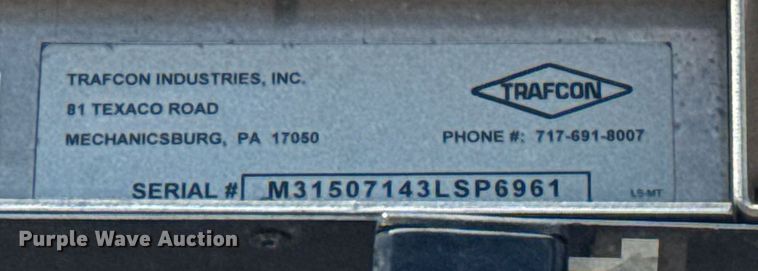 TRAFCON INDUSTRIES, INC.
81 TEXACO ROAD
MECHANICSBURG, PA 17050
TRAFCON
PHONE #: 717-691-8007
SERIAL # M31507143LSP6961
LS-MT
Purple Wave Auction